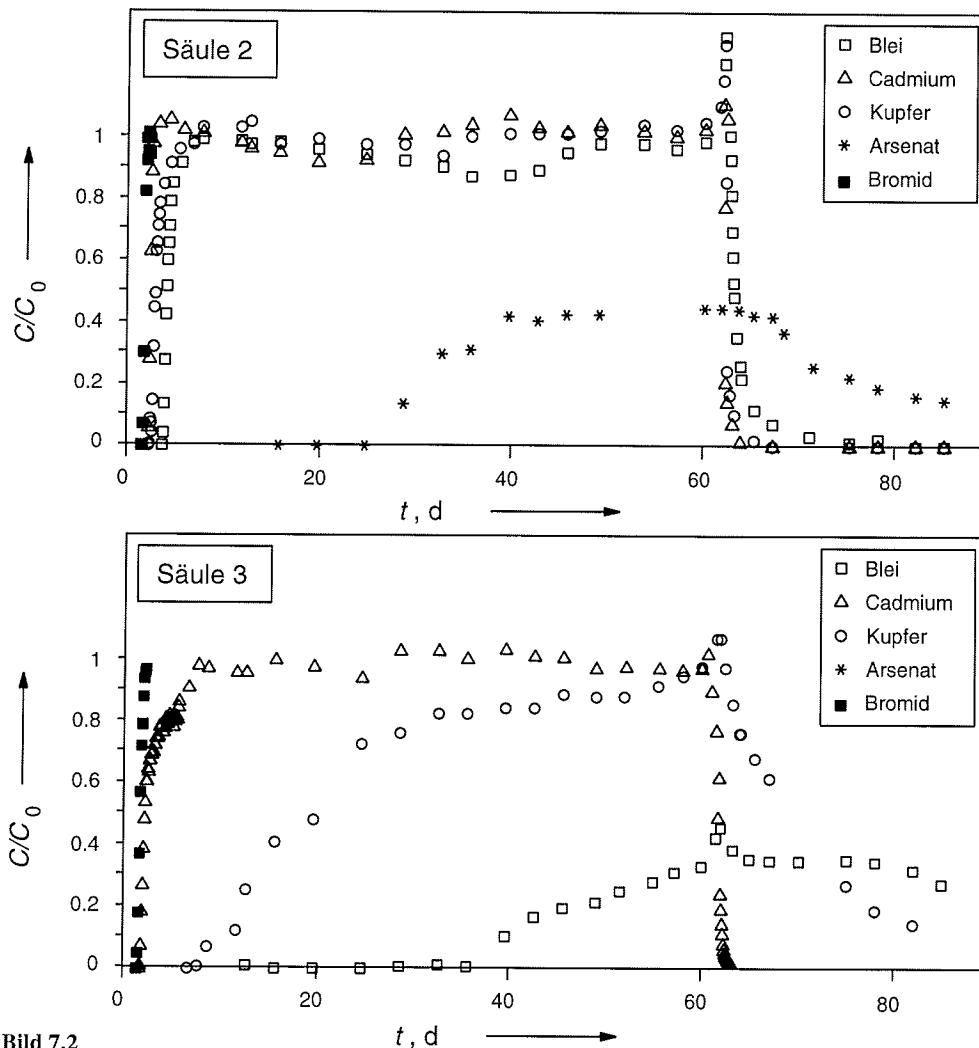 Säule 2
Blei
Cadmium
Kupfer
Arsenat
Bromid
C/C0
1
0.8
0.6
0.4
0.2
0
0
20
40
60
80
t, d
Säule 3
Blei
Cadmium
Kupfer
Arsenat
Bromid
C/C0
1
0.8
0.6
0.4
0.2
0
0
20
40
60
80
t, d
Bild 7.2